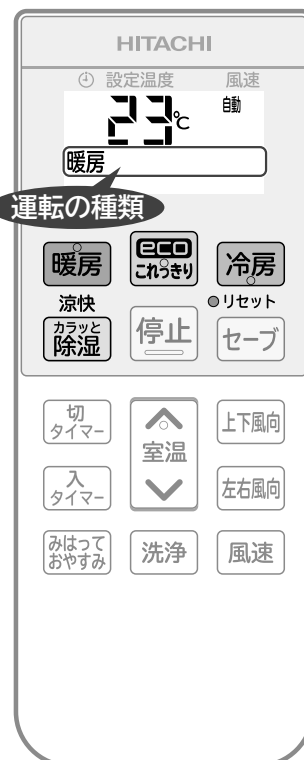 HITACHI
設定温度 風速
23℃ 自動
暖房
運転の種類
暖房 eco これっきり 冷房
涼快 リセット
カラッと
除湿 停止 セーブ
切
タイマー 室温 上下風向
入
タイマー 左右風向
みはって
おやすみ 洗浄 風速